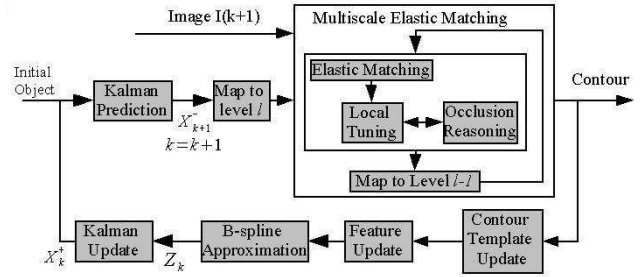 Image I(k+1)
Multiscale Elastic Matching
Initial
Object
Kalman
Prediction
Map to
level l
X⁻ₖ₊₁
k=k+1
Elastic Matching
Local
Tuning
Occlusion
Reasoning
Map to Level l-l
Contour
X⁺ₖ
Kalman
Update
Zₖ
B-spline
Approximation
Feature
Update
Contour
Template
Update